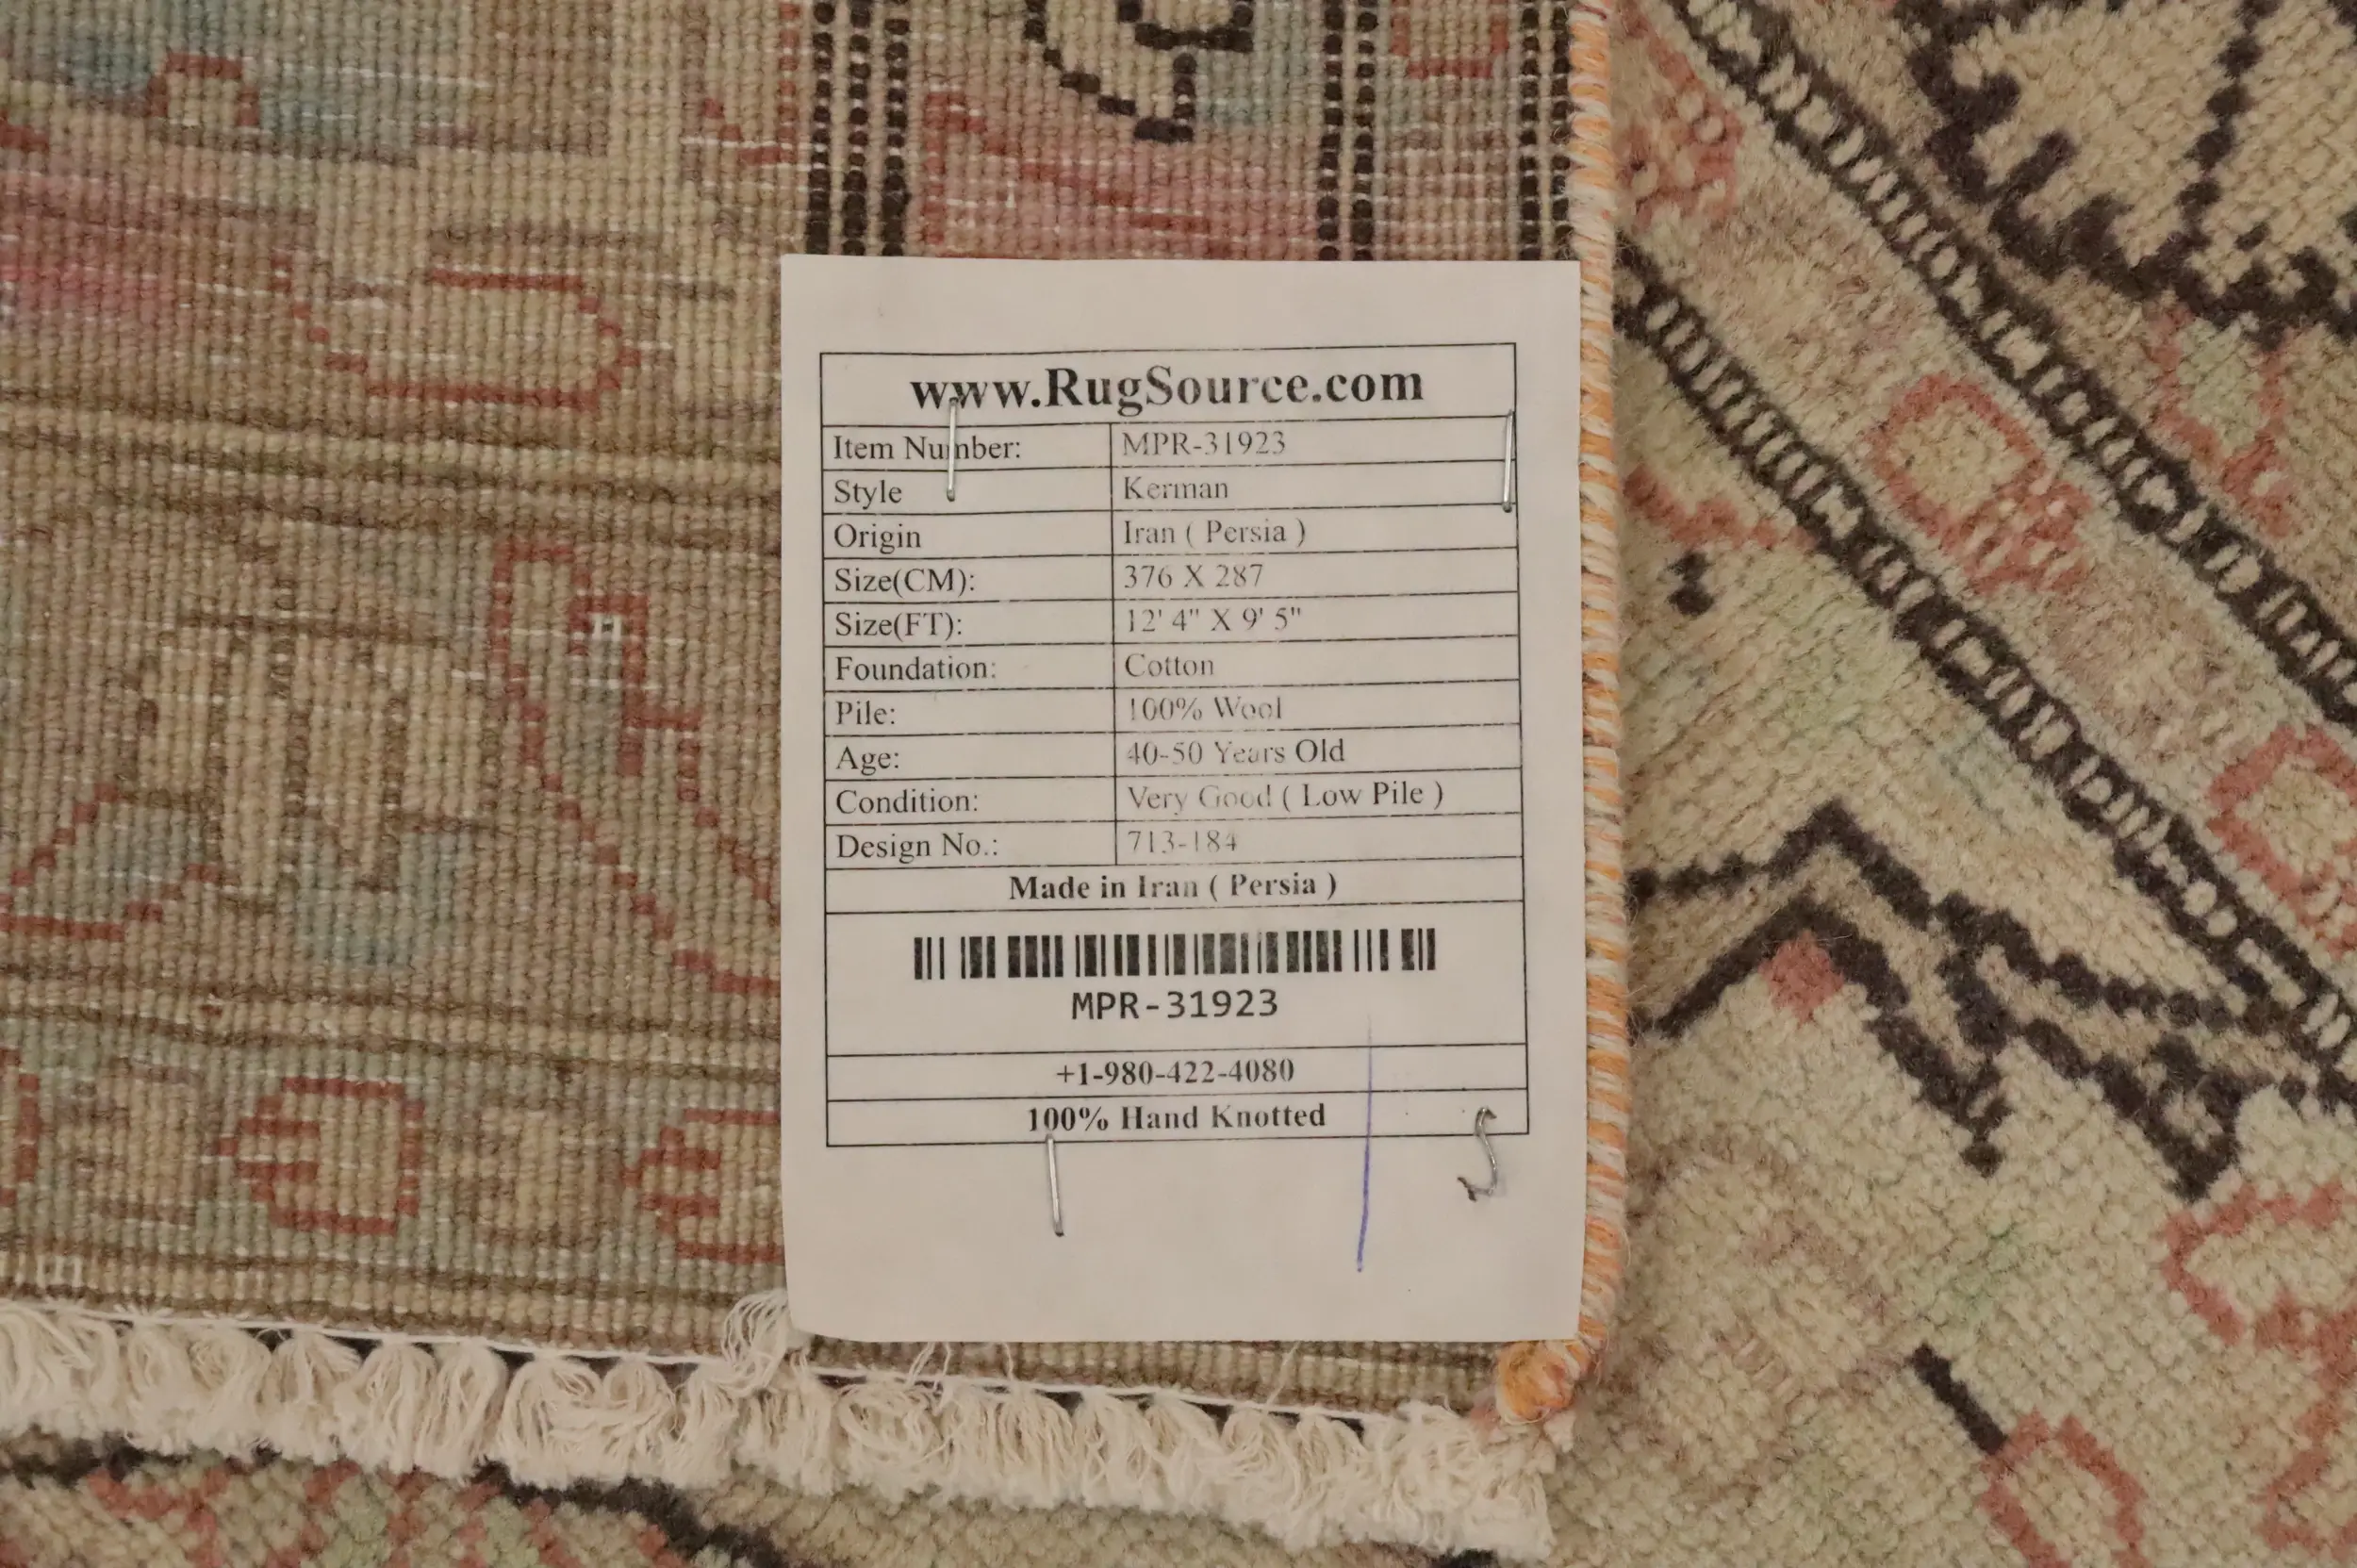 www.RugSource.com
Item Number: MPR-31923
Style Kerman
Origin Iran ( Persia )
Size(CM): 376 X 287
Size(FT): 12' 4" X 9' 5"
Foundation: Cotton
Pile: 100% Wool
Age: 40-50 Years Old
Condition: Very Good ( Low Pile )
Design No.: 713-184
Made in Iran ( Persia )
MPR-31923
+1-980-422-4080
100% Hand Knotted